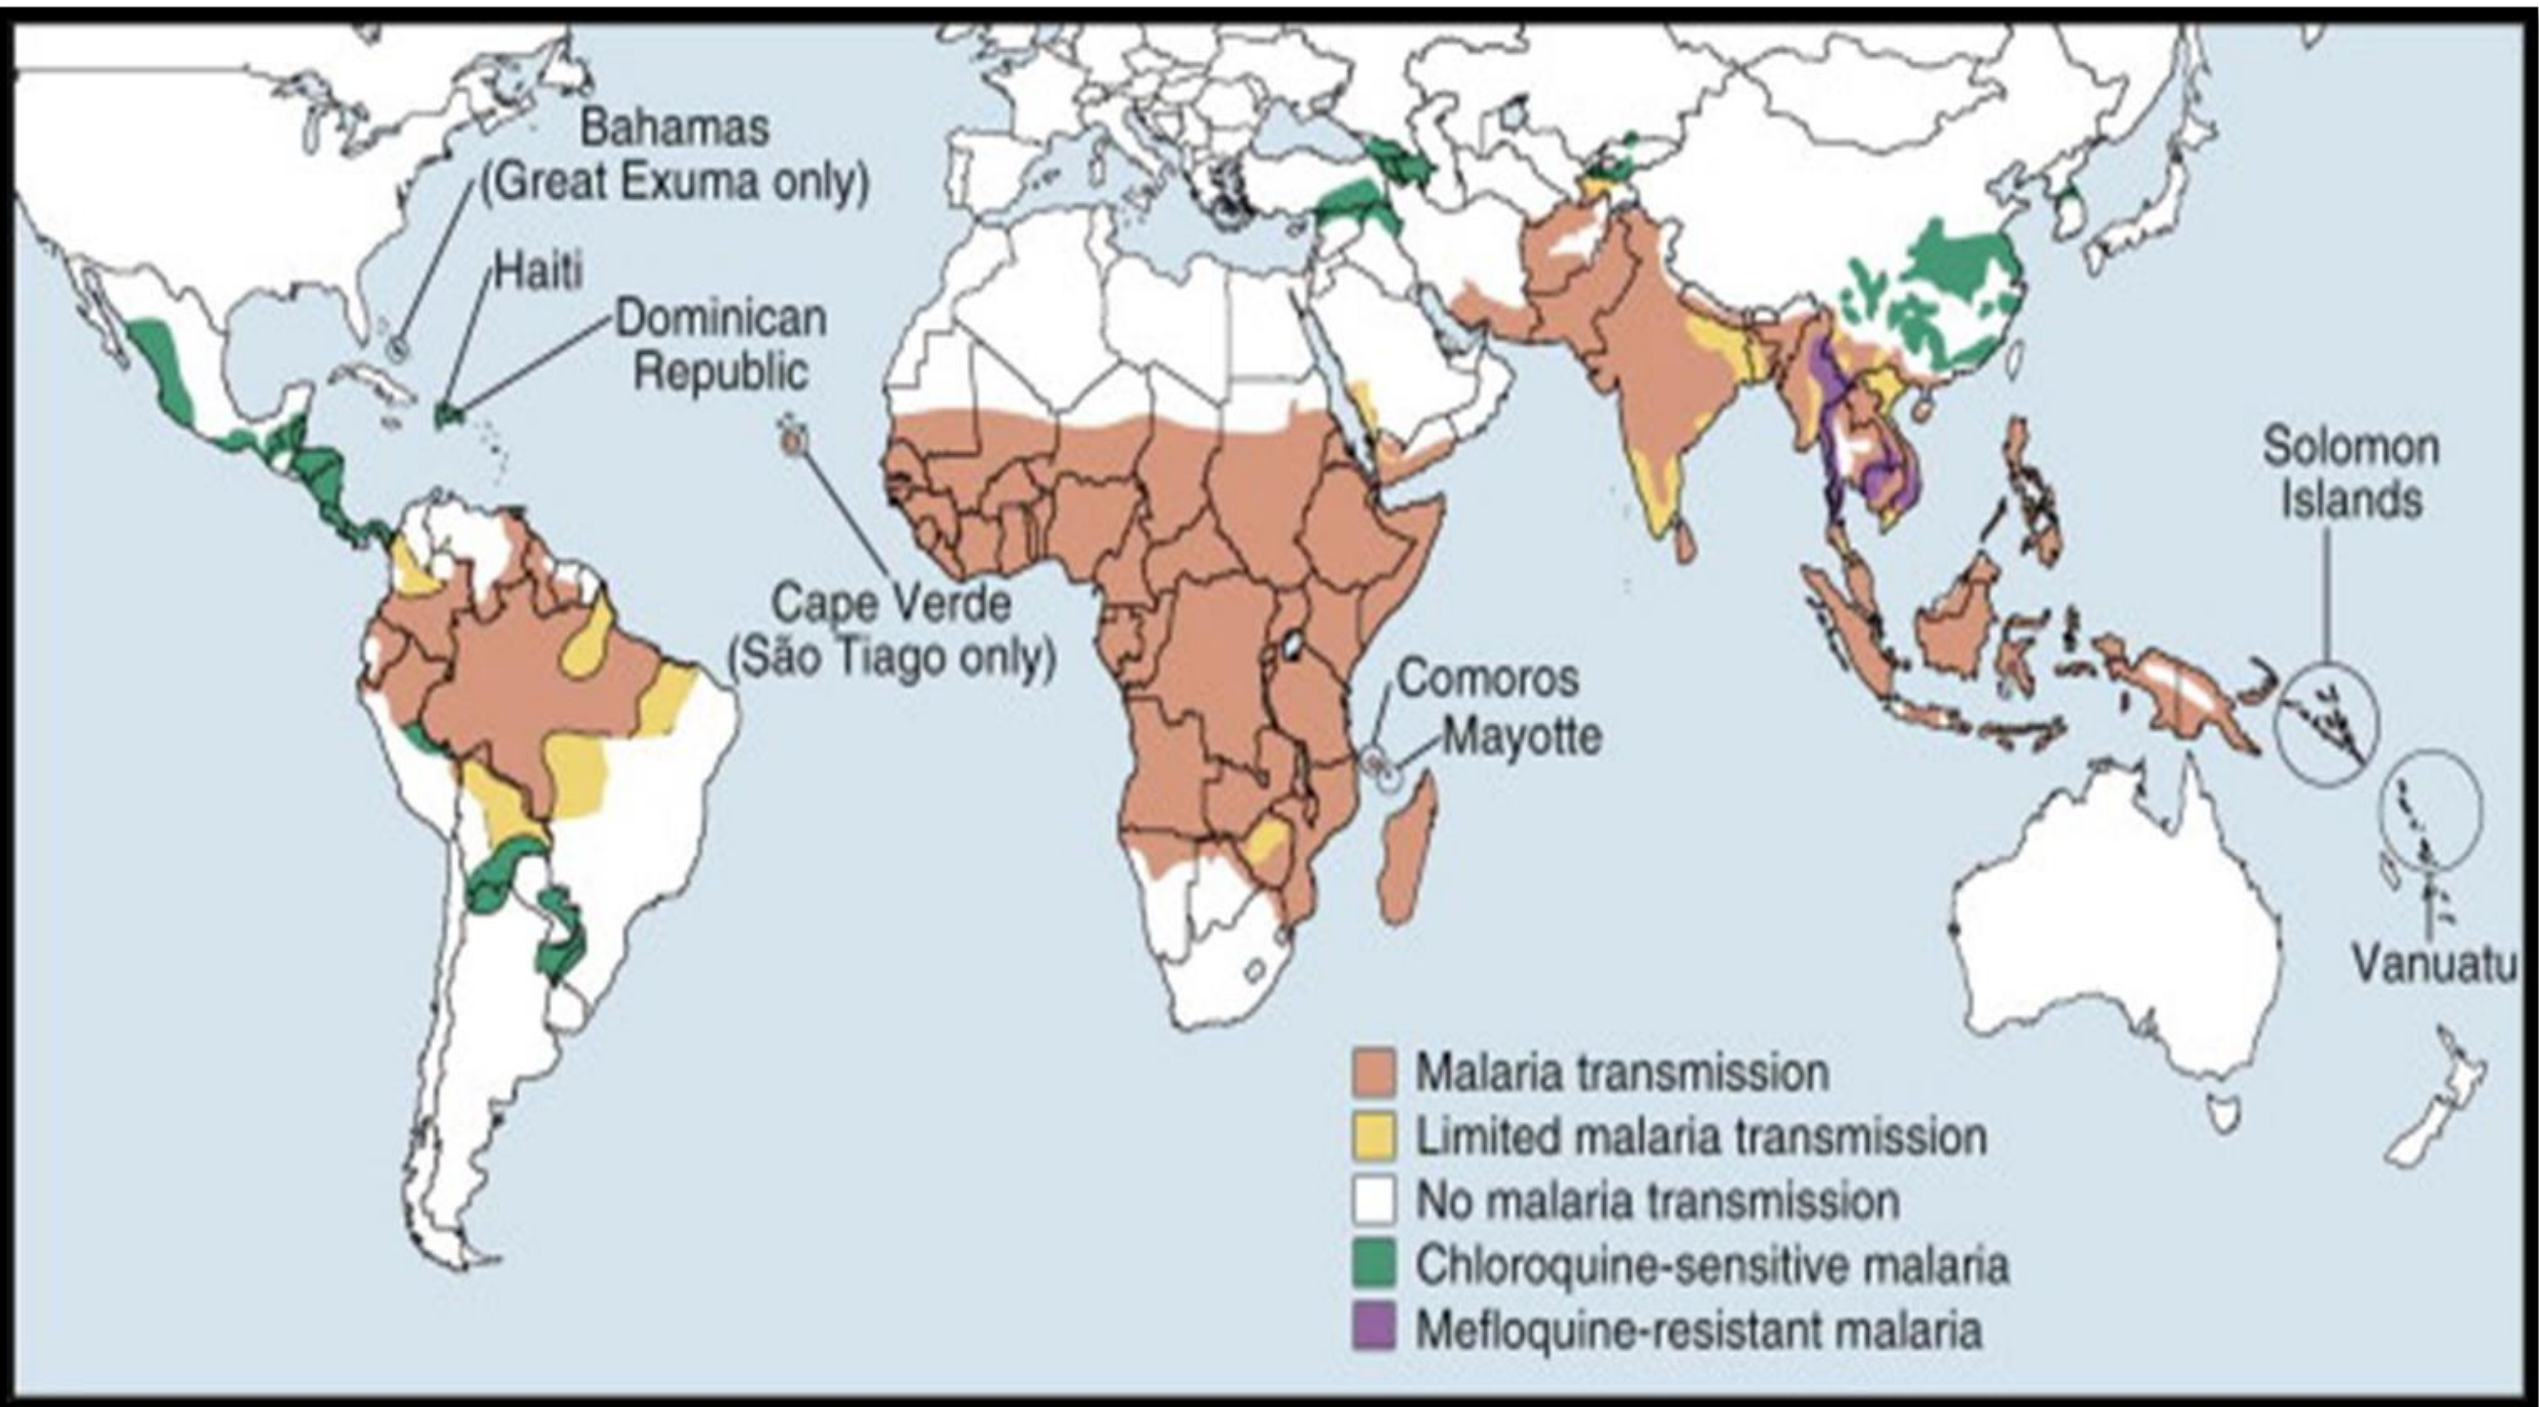 Bahamas
(Great Exuma only)
Haiti
Dominican
Republic
Cape Verde
(São Tiago only)
Comoros
Mayotte
Solomon
Islands
Vanuatu
Malaria transmission
Limited malaria transmission
No malaria transmission
Chloroquine-sensitive malaria
Mefloquine-resistant malaria